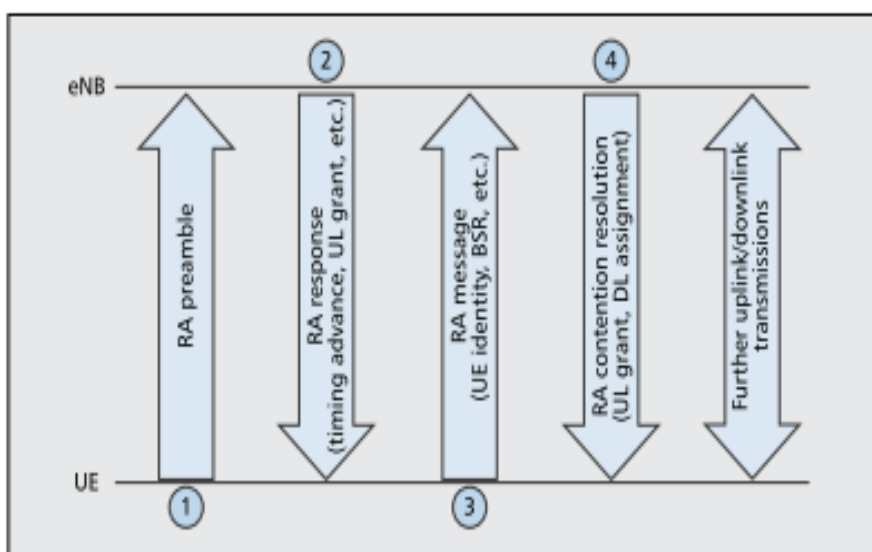 2
4
eNB
RA preamble
RA response
(timing advance, UL grant, etc.)
RA message
(UE identity, BSR, etc.)
RA contention resolution
(UL grant, DL assignment)
Further uplink/downlink
transmissions
UE
1
3